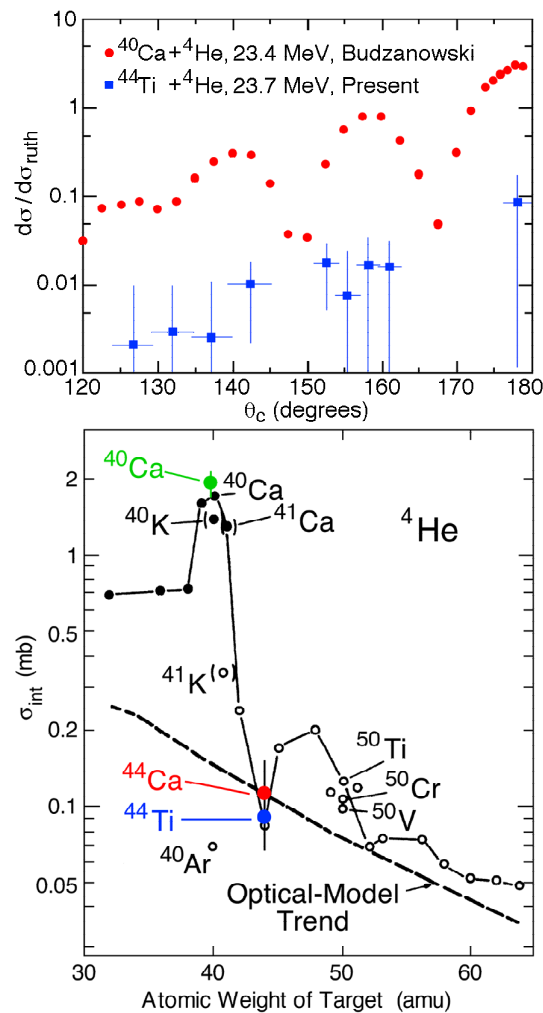 10
⁴⁰Ca+⁴He, 23.4 MeV, Budzanowski
⁴⁴Ti +⁴He, 23.7 MeV, Present
1
0.1
0.01
0.001
dσ/dσruth
120 130 140 150 160 170 180
θc (degrees)
⁴⁰Ca
⁴⁰Ca
⁴⁰K ( ) ⁴¹Ca
⁴He
2
1
0.5
⁴¹K ( )
0.2
⁵⁰Ti
⁴⁴Ca
⁵⁰Cr
0.1
⁴⁴Ti
⁵⁰V
⁴⁰Ar
0.05
Optical-Model
Trend
σint (mb)
30 40 50 60
Atomic Weight of Target (amu)